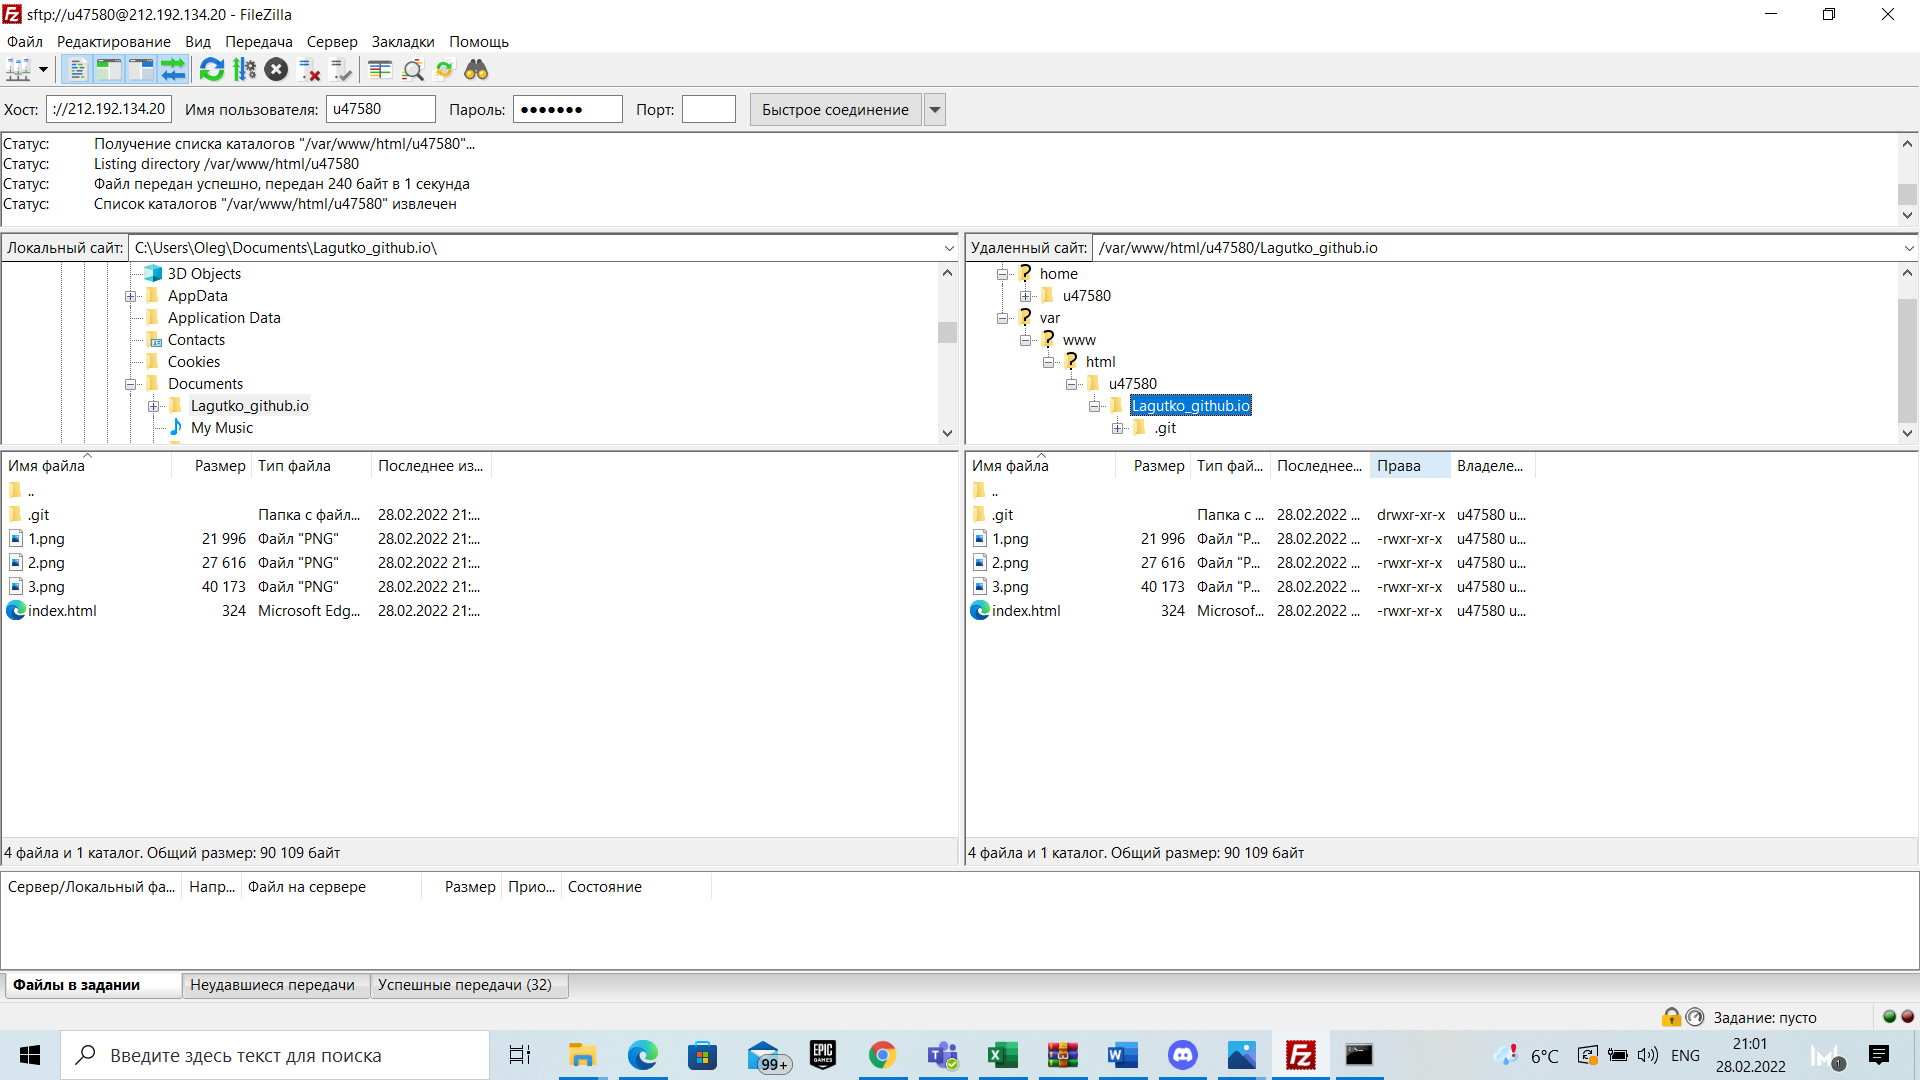 sftp://u47580@212.192.134.20 - FileZilla
Файл Редактирование Вид Передача Сервер Закладки Помощь
Хост: ://212.192.134.20 Имя пользователя: u47580 Пароль: ●●●●●●● Порт: Быстрое соединение
Статус: Получение списка каталогов "/var/www/html/u47580"...
Статус: Listing directory /var/www/html/u47580
Статус: Файл передан успешно, передан 240 байт в 1 секунда
Статус: Список каталогов "/var/www/html/u47580" извлечен
Локальный сайт: C:\Users\Oleg\Documents\Lagutko_github.io\
3D Objects
AppData
Application Data
Contacts
Cookies
Documents
Lagutko_github.io
My Music
Удаленный сайт: /var/www/html/u47580/Lagutko_github.io
home
u47580
var
www
html
u47580
Lagutko_github.io
.git
Имя файла Размер Тип файла Последнее из...
..
.git Папка с файл... 28.02.2022 21:...
1.png 21 996 Файл "PNG" 28.02.2022 21:...
2.png 27 616 Файл "PNG" 28.02.2022 21:...
3.png 40 173 Файл "PNG" 28.02.2022 21:...
index.html 324 Microsoft Edg... 28.02.2022 21:...
4 файла и 1 каталог. Общий размер: 90 109 байт
Имя файла Размер Тип фай... Последнее... Права Владеле...
..
.git Папка с ... 28.02.2022 ... drwxr-xr-x u47580 u...
1.png 21 996 Файл "P... 28.02.2022 ... -rwxr-xr-x u47580 u...
2.png 27 616 Файл "P... 28.02.2022 ... -rwxr-xr-x u47580 u...
3.png 40 173 Файл "P... 28.02.2022 ... -rwxr-xr-x u47580 u...
index.html 324 Microsof... 28.02.2022 ... -rwxr-xr-x u47580 u...
4 файла и 1 каталог. Общий размер: 90 109 байт
Сервер/Локальный фа... Напр... Файл на сервере Размер Прио... Состояние
Файлы в задании Неудавшиеся передачи Успешные передачи (32)
Задание: пусто
Введите здесь текст для поиска
99+
EPIC GAMES
6°C
ENG
21:01
28.02.2022
1